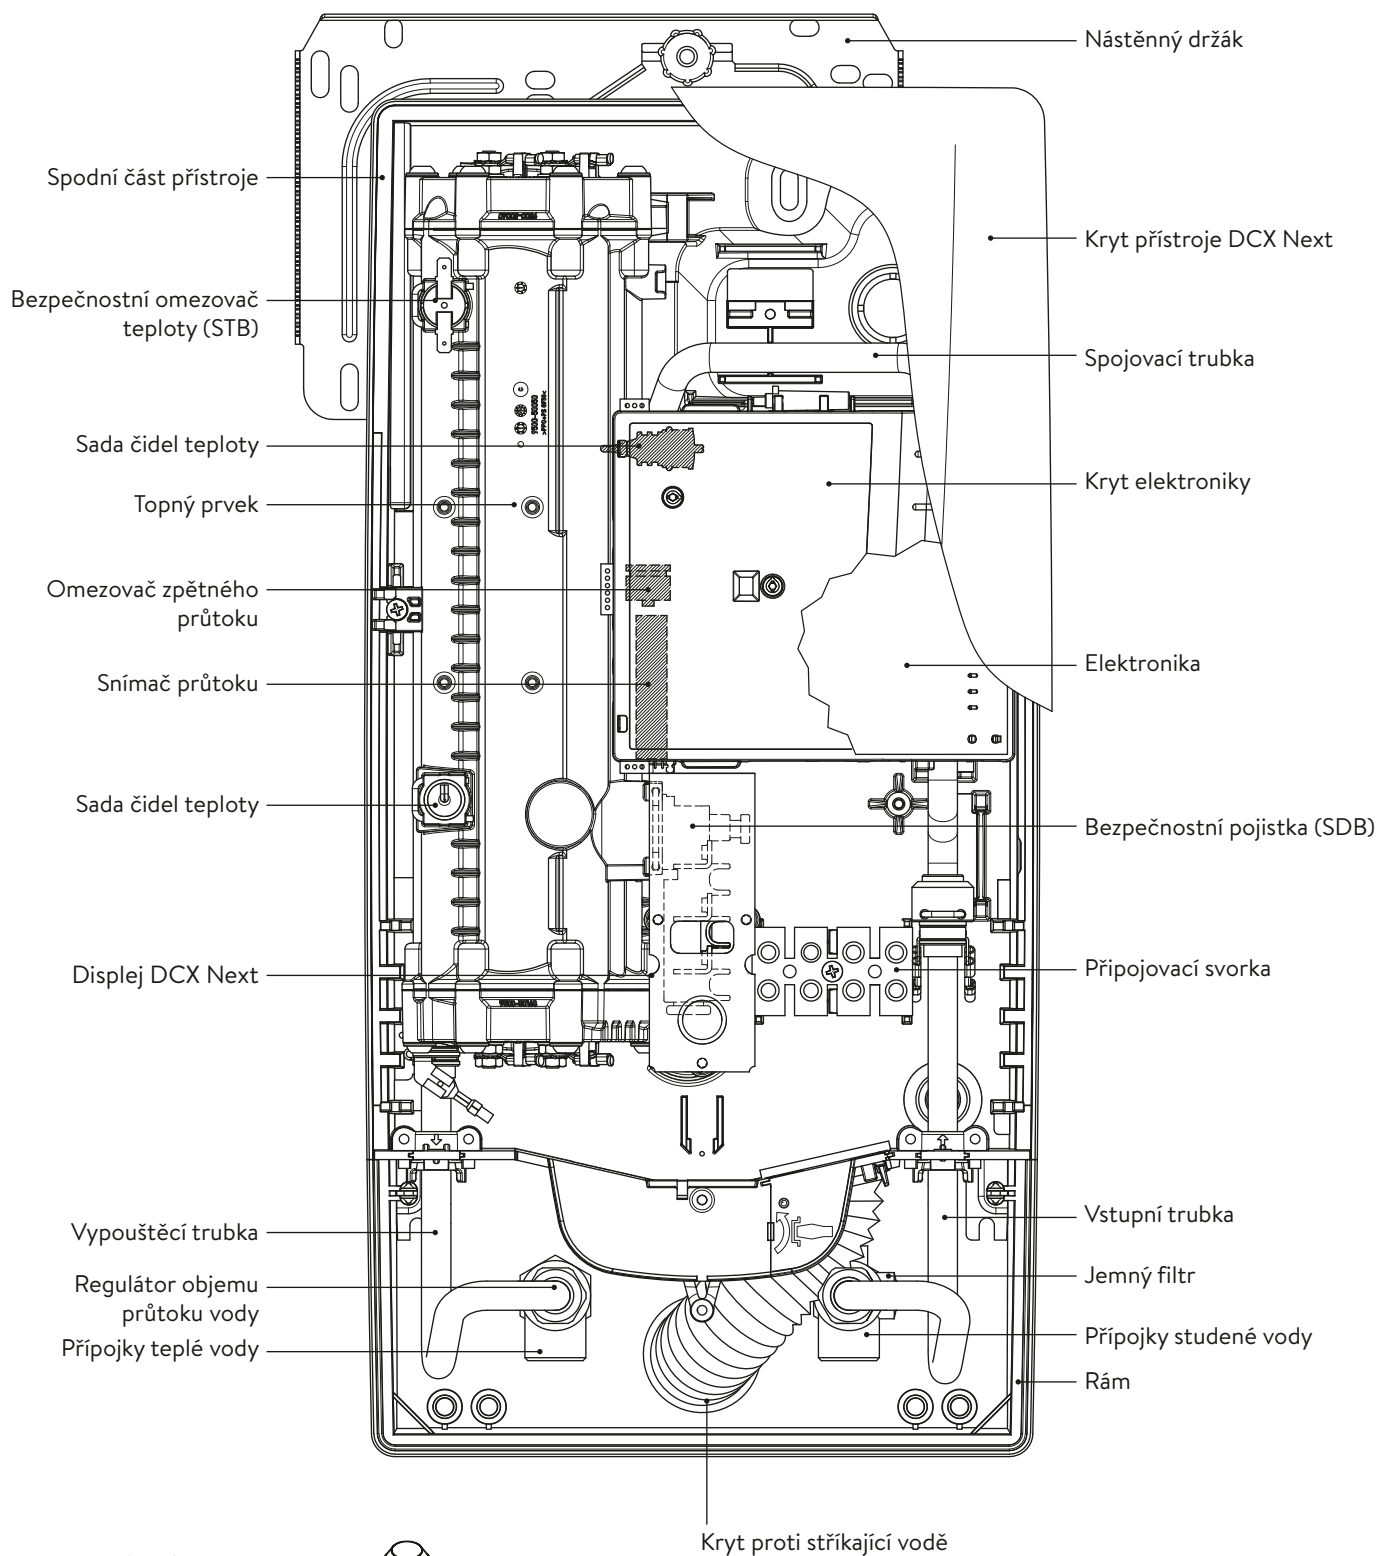 Nástěnný držák
Spodní část přístroje
Kryt přístroje DCX Next
Bezpečnostní omezovač
teploty (STB)
Spojovací trubka
Sada čidel teploty
Kryt elektroniky
Topný prvek
Omezovač zpětného
průtoku
Elektronika
Snímač průtoku
Sada čidel teploty
Bezpečnostní pojistka (SDB)
Displej DCX Next
Připojovací svorka
Vypouštěcí trubka
Vstupní trubka
Regulátor objemu
průtoku vody
Jemný filtr
Přípojky teplé vody
Přípojky studené vody
Rám
Kryt proti stříkající vodě